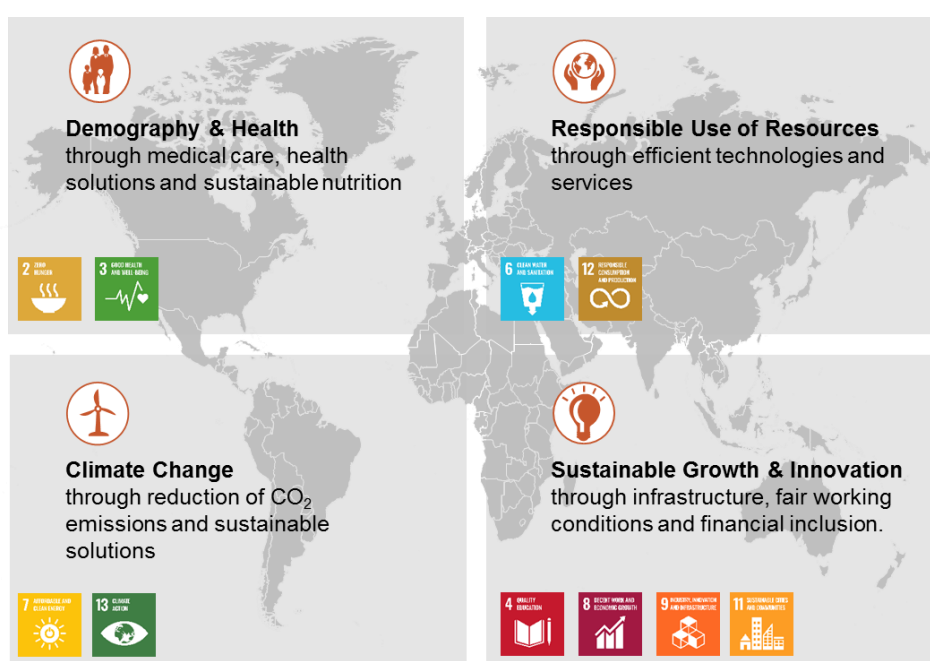 Demography & Health
through medical care, health
solutions and sustainable nutrition
2 ZERO
HUNGER
3 GOOD HEALTH
AND WELL-BEING
Responsible Use of Resources
through efficient technologies and
services
6 CLEAN WATER
AND SANITATION
12 RESPONSIBLE
CONSUMPTION
AND PRODUCTION
Climate Change
through reduction of CO₂
emissions and sustainable
solutions
7 AFFORDABLE AND
CLEAN ENERGY
13 CLIMATE
ACTION
Sustainable Growth & Innovation
through infrastructure, fair working
conditions and financial inclusion.
4 QUALITY
EDUCATION
8 DECENT WORK AND
ECONOMIC GROWTH
9 INDUSTRY, INNOVATION
AND INFRASTRUCTURE
11 SUSTAINABLE CITIES
AND COMMUNITIES